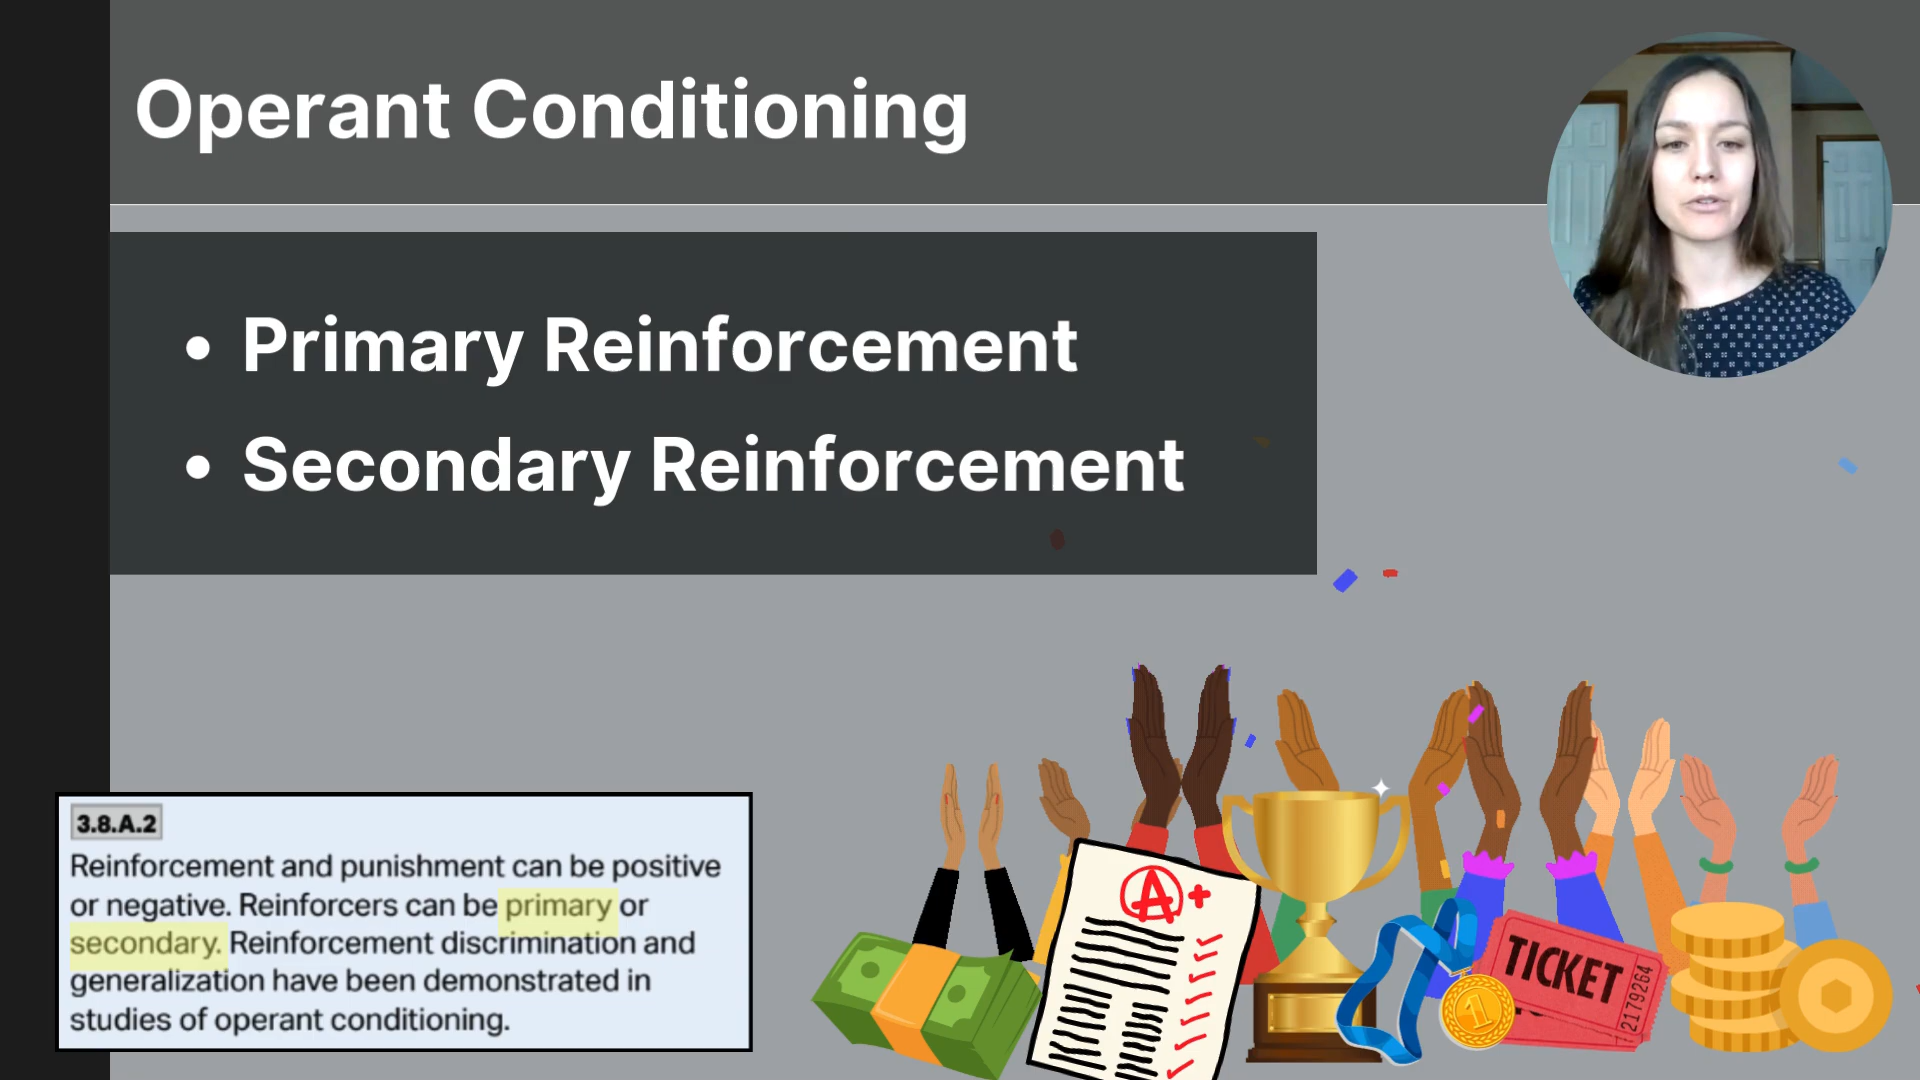 Operant Conditioning
• Primary Reinforcement
• Secondary Reinforcement
3.8.A.2
Reinforcement and punishment can be positive
or negative. Reinforcers can be primary or
secondary. Reinforcement discrimination and
generalization have been demonstrated in
studies of operant conditioning.
A+
1
TICKET
2179264